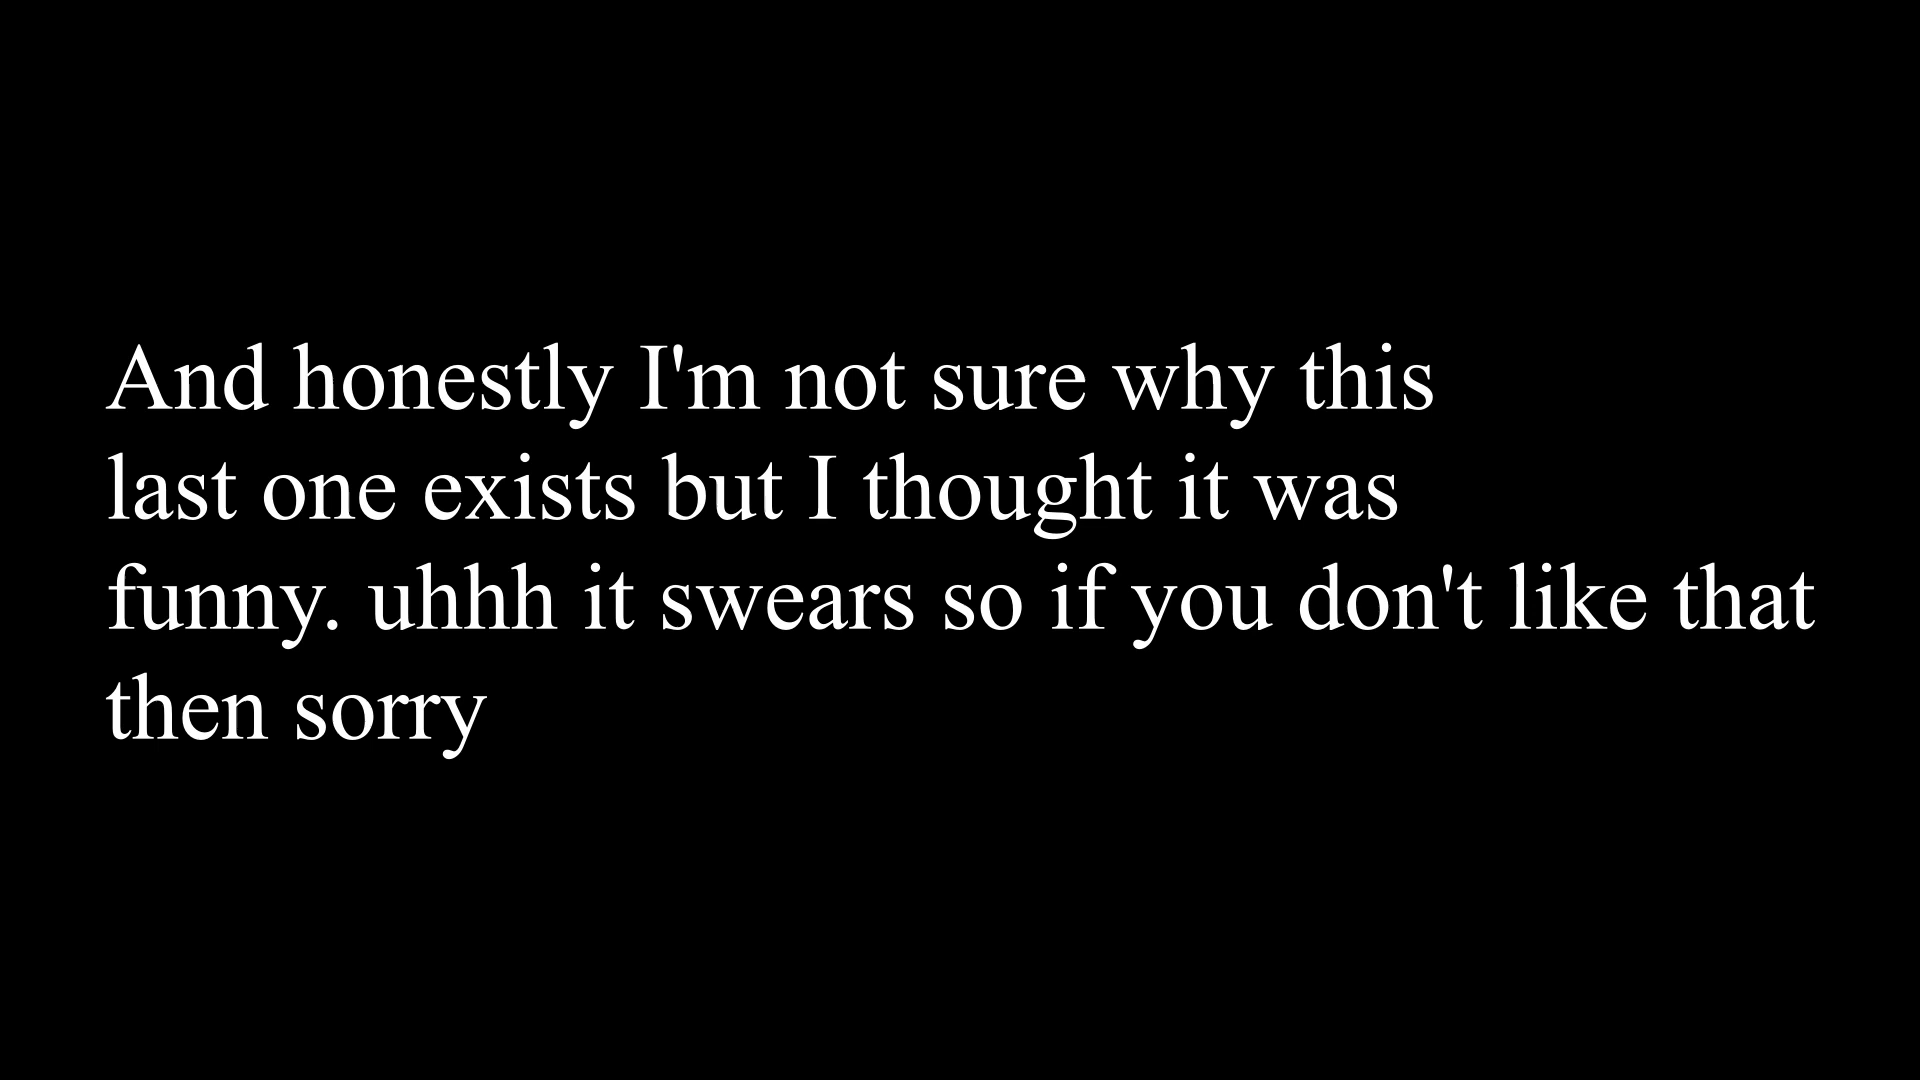 And honestly I'm not sure why this
last one exists but I thought it was
funny. uhhh it swears so if you don't like that
then sorry